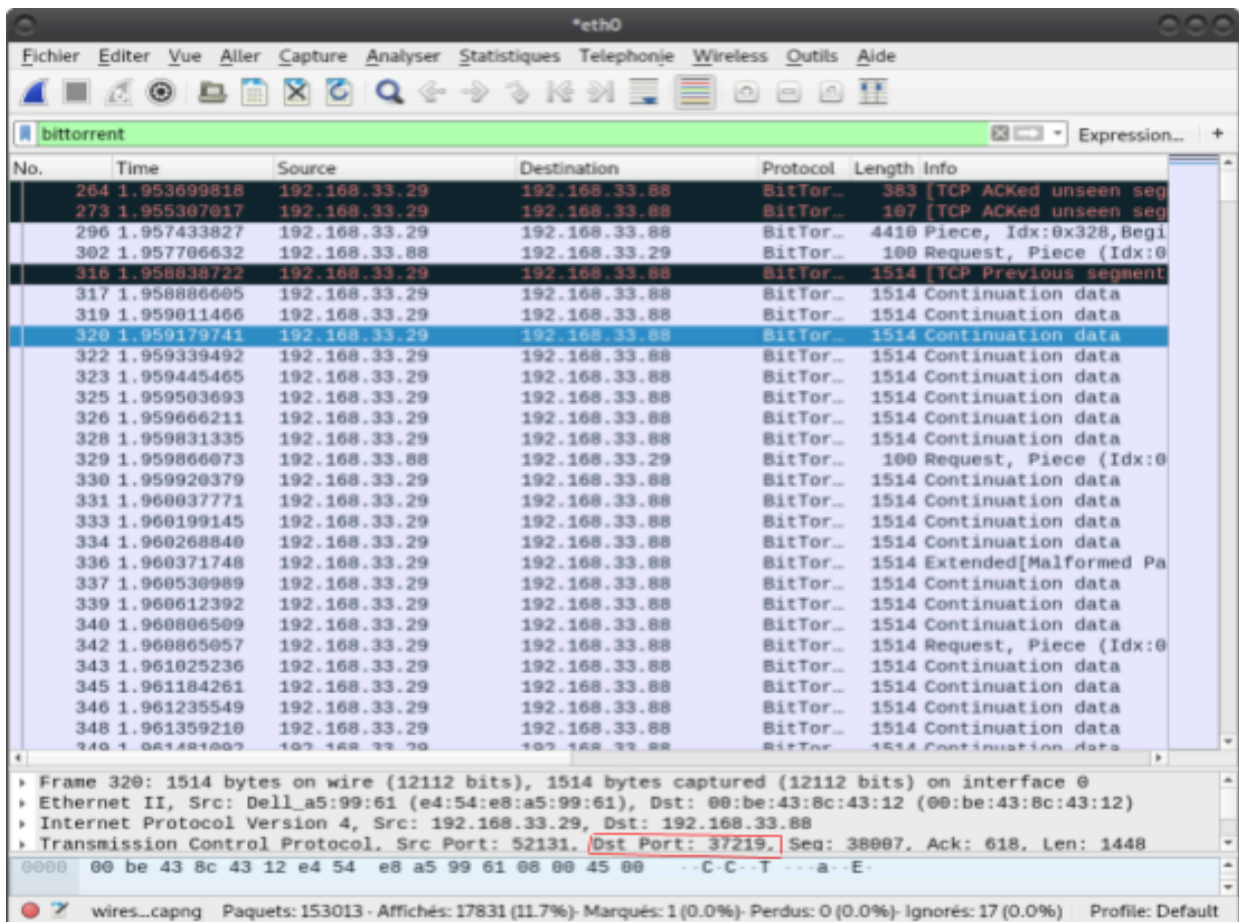 *eth0
Fichier Editer Vue Aller Capture Analyser Statistiques Telephonie Wireless Outils Aide
bittorrent Expression... +
No. Time Source Destination Protocol Length Info
264 1.953699818 192.168.33.29 192.168.33.88 BitTor… 383 [TCP ACKed unseen seg
273 1.955307017 192.168.33.29 192.168.33.88 BitTor… 107 [TCP ACKed unseen seg
296 1.957433827 192.168.33.29 192.168.33.88 BitTor… 4410 Piece, Idx:0x328,Begi
302 1.957706632 192.168.33.88 192.168.33.29 BitTor… 100 Request, Piece (Idx:0
316 1.958838722 192.168.33.29 192.168.33.88 BitTor… 1514 [TCP Previous segment
317 1.958886605 192.168.33.29 192.168.33.88 BitTor… 1514 Continuation data
319 1.959011466 192.168.33.29 192.168.33.88 BitTor… 1514 Continuation data
320 1.959179741 192.168.33.29 192.168.33.88 BitTor… 1514 Continuation data
322 1.959339492 192.168.33.29 192.168.33.88 BitTor… 1514 Continuation data
323 1.959445465 192.168.33.29 192.168.33.88 BitTor… 1514 Continuation data
325 1.959503693 192.168.33.29 192.168.33.88 BitTor… 1514 Continuation data
326 1.959666211 192.168.33.29 192.168.33.88 BitTor… 1514 Continuation data
328 1.959831335 192.168.33.29 192.168.33.88 BitTor… 1514 Continuation data
329 1.959866073 192.168.33.88 192.168.33.29 BitTor… 100 Request, Piece (Idx:0
330 1.959920379 192.168.33.29 192.168.33.88 BitTor… 1514 Continuation data
331 1.960037771 192.168.33.29 192.168.33.88 BitTor… 1514 Continuation data
333 1.960199145 192.168.33.29 192.168.33.88 BitTor… 1514 Continuation data
334 1.960268840 192.168.33.29 192.168.33.88 BitTor… 1514 Continuation data
336 1.960371748 192.168.33.29 192.168.33.88 BitTor… 1514 Extended[Malformed Pa
337 1.960530989 192.168.33.29 192.168.33.88 BitTor… 1514 Continuation data
339 1.960612392 192.168.33.29 192.168.33.88 BitTor… 1514 Continuation data
340 1.960806509 192.168.33.29 192.168.33.88 BitTor… 1514 Continuation data
342 1.960865057 192.168.33.29 192.168.33.88 BitTor… 1514 Request, Piece (Idx:0
343 1.961025236 192.168.33.29 192.168.33.88 BitTor… 1514 Continuation data
345 1.961184261 192.168.33.29 192.168.33.88 BitTor… 1514 Continuation data
346 1.961235549 192.168.33.29 192.168.33.88 BitTor… 1514 Continuation data
348 1.961359210 192.168.33.29 192.168.33.88 BitTor… 1514 Continuation data
349 1.961481092 192.168.33.29 192.168.33.88 BitTor… 1514 Continuation data
Frame 320: 1514 bytes on wire (12112 bits), 1514 bytes captured (12112 bits) on interface 0
Ethernet II, Src: Dell_a5:99:61 (e4:54:e8:a5:99:61), Dst: 00:be:43:8c:43:12 (00:be:43:8c:43:12)
Internet Protocol Version 4, Src: 192.168.33.29, Dst: 192.168.33.88
Transmission Control Protocol, Src Port: 52131, Dst Port: 37219, Seq: 38007, Ack: 618, Len: 1448
0000 00 be 43 8c 43 12 e4 54 e8 a5 99 61 08 00 45 00 ··C·C··T ···a··E·
wires…capng Paquets: 153013 · Affichés: 17831 (11.7%)· Marqués: 1 (0.0%)· Perdus: 0 (0.0%)· Ignorés: 17 (0.0%) Profile: Default